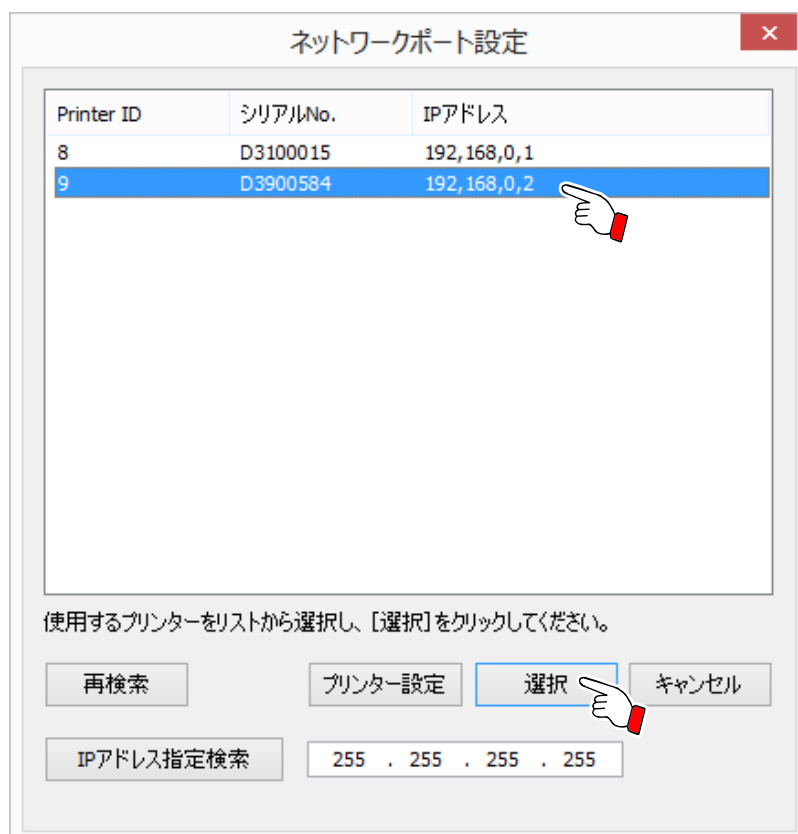 ネットワークポート設定
Printer ID シリアルNo. IPアドレス
8 D3100015 192,168,0,1
9 D3900584 192,168,0,2
使用するプリンターをリストから選択し、[選択]をクリックしてください。
再検索 プリンター設定 選択 キャンセル
IPアドレス指定検索 255 . 255 . 255 . 255